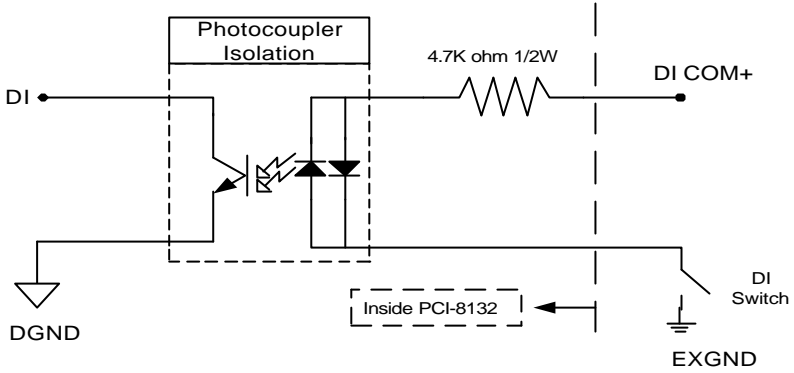 Photocoupler
Isolation
4.7K ohm 1/2W
DI COM+
DI
DI
Switch
Inside PCI-8132
DGND
EXGND